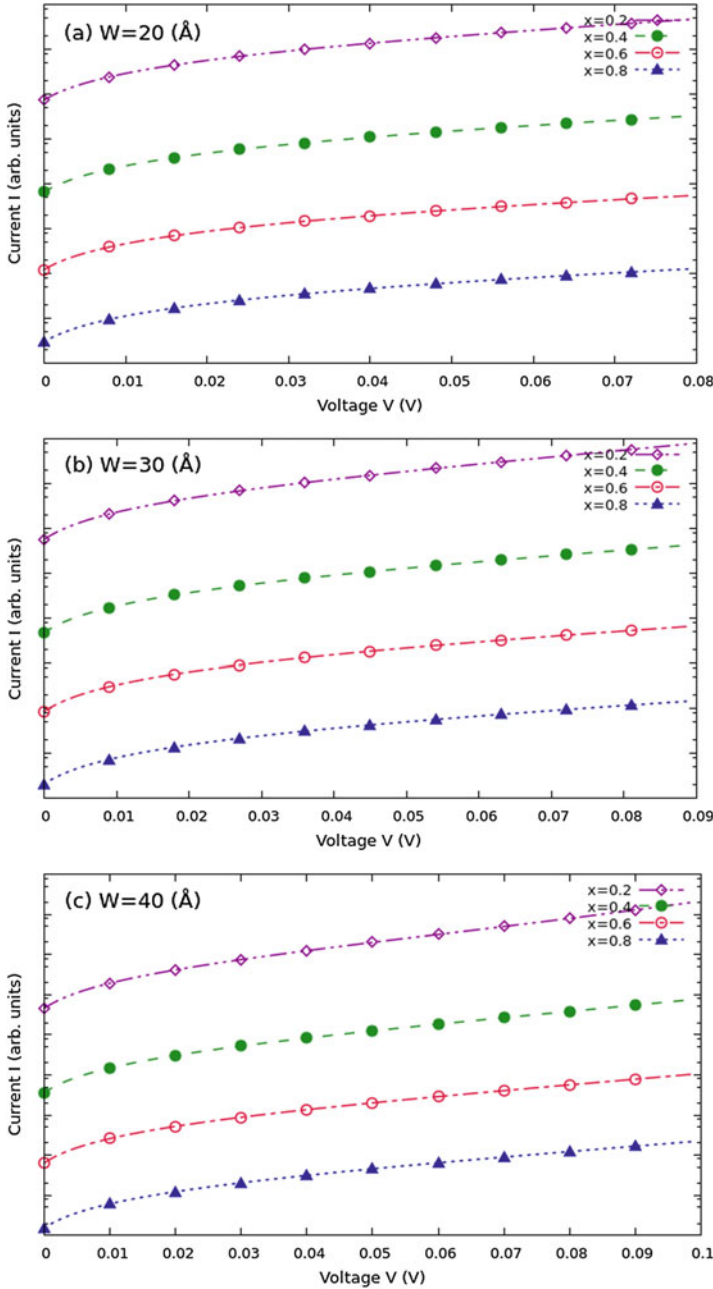 (a) W=20 (Å)
x=0.2
x=0.4
x=0.6
x=0.8
Current I (arb. units)
0 0.01 0.02 0.03 0.04 0.05 0.06 0.07 0.08
Voltage V (V)
(b) W=30 (Å)
x=0.2
x=0.4
x=0.6
x=0.8
Current I (arb. units)
0 0.01 0.02 0.03 0.04 0.05 0.06 0.07 0.08 0.09
Voltage V (V)
(c) W=40 (Å)
x=0.2
x=0.4
x=0.6
x=0.8
Current I (arb. units)
0 0.01 0.02 0.03 0.04 0.05 0.06 0.07 0.08 0.09 0.1
Voltage V (V)